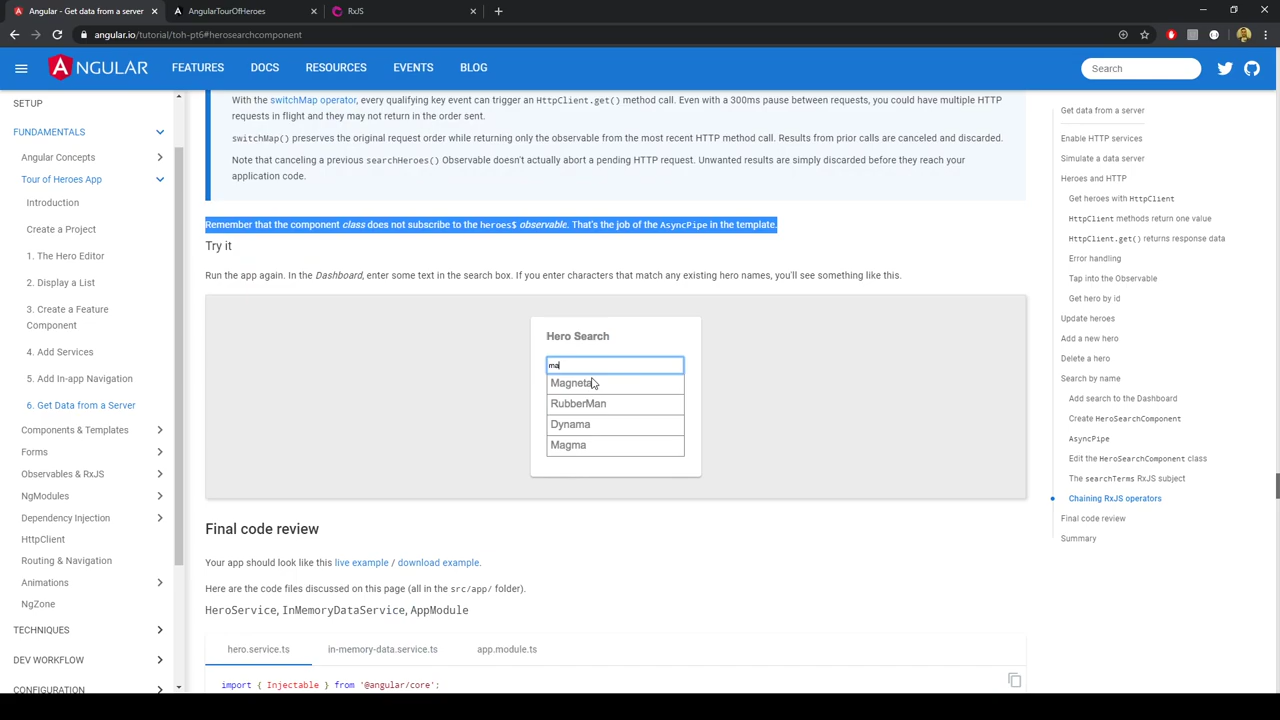 Angular - Get data from a server
AngularTourOfHeroes
RxJS
angular.io/tutorial/toh-pt6#herosearchcomponent
ANGULAR
FEATURES
DOCS
RESOURCES
EVENTS
BLOG
Search
SETUP
FUNDAMENTALS
Angular Concepts
Tour of Heroes App
Introduction
Create a Project
1. The Hero Editor
2. Display a List
3. Create a Feature
Component
4. Add Services
5. Add In-app Navigation
6. Get Data from a Server
Components & Templates
Forms
Observables & RxJS
NgModules
Dependency Injection
HttpClient
Routing & Navigation
Animations
NgZone
TECHNIQUES
DEV WORKFLOW
CONFIGURATION
With the switchMap operator, every qualifying key event can trigger an HttpClient.get() method call. Even with a 300ms pause between requests, you could have multiple HTTP
requests in flight and they may not return in the order sent.
switchMap() preserves the original request order while returning only the observable from the most recent HTTP method call. Results from prior calls are canceled and discarded.
Note that canceling a previous searchHeroes() Observable doesn't actually abort a pending HTTP request. Unwanted results are simply discarded before they reach your
application code.
Remember that the component class does not subscribe to the heroes$ observable. That's the job of the AsyncPipe in the template.
Try it
Run the app again. In the Dashboard, enter some text in the search box. If you enter characters that match any existing hero names, you'll see something like this.
Hero Search
ma
Magneta
RubberMan
Dynama
Magma
Final code review
Your app should look like this live example / download example.
Here are the code files discussed on this page (all in the src/app/ folder).
HeroService, InMemoryDataService, AppModule
hero.service.ts
in-memory-data.service.ts
app.module.ts
import { Injectable } from '@angular/core';
Get data from a server
Enable HTTP services
Simulate a data server
Heroes and HTTP
Get heroes with HttpClient
HttpClient methods return one value
HttpClient.get() returns response data
Error handling
Tap into the Observable
Get hero by id
Update heroes
Add a new hero
Delete a hero
Search by name
Add search to the Dashboard
Create HeroSearchComponent
AsyncPipe
Edit the HeroSearchComponent class
The searchTerms RxJS subject
Chaining RxJS operators
Final code review
Summary